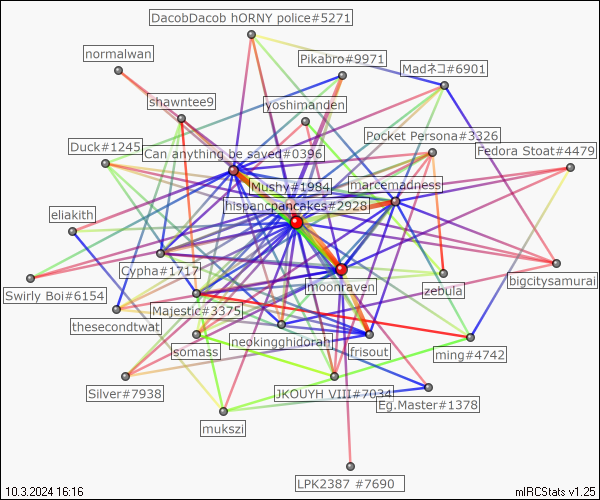 DacobDacob hORNY police#5271
normalwan
Pikabro#9971
Madネコ#6901
shawntee9
yoshimanden
Pocket Persona#3326
Duck#1245
Can anything be saved#0396
Fedora Stoat#4479
Mushy#1984
marcemadness
hispancpancakes#2928
eliakith
Cypha#1717
moonraven
zebula
bigcitysamurai
Swirly Boi#6154
Majestic#3375
thesecondtwat
neokingghidorah
somass
frisout
ming#4742
Silver#7938
JKOUYH VIII#7034
Eg.Master#1378
mukszi
LPK2387 #7690
10.3.2024 16:16
mIRCStats v1.25